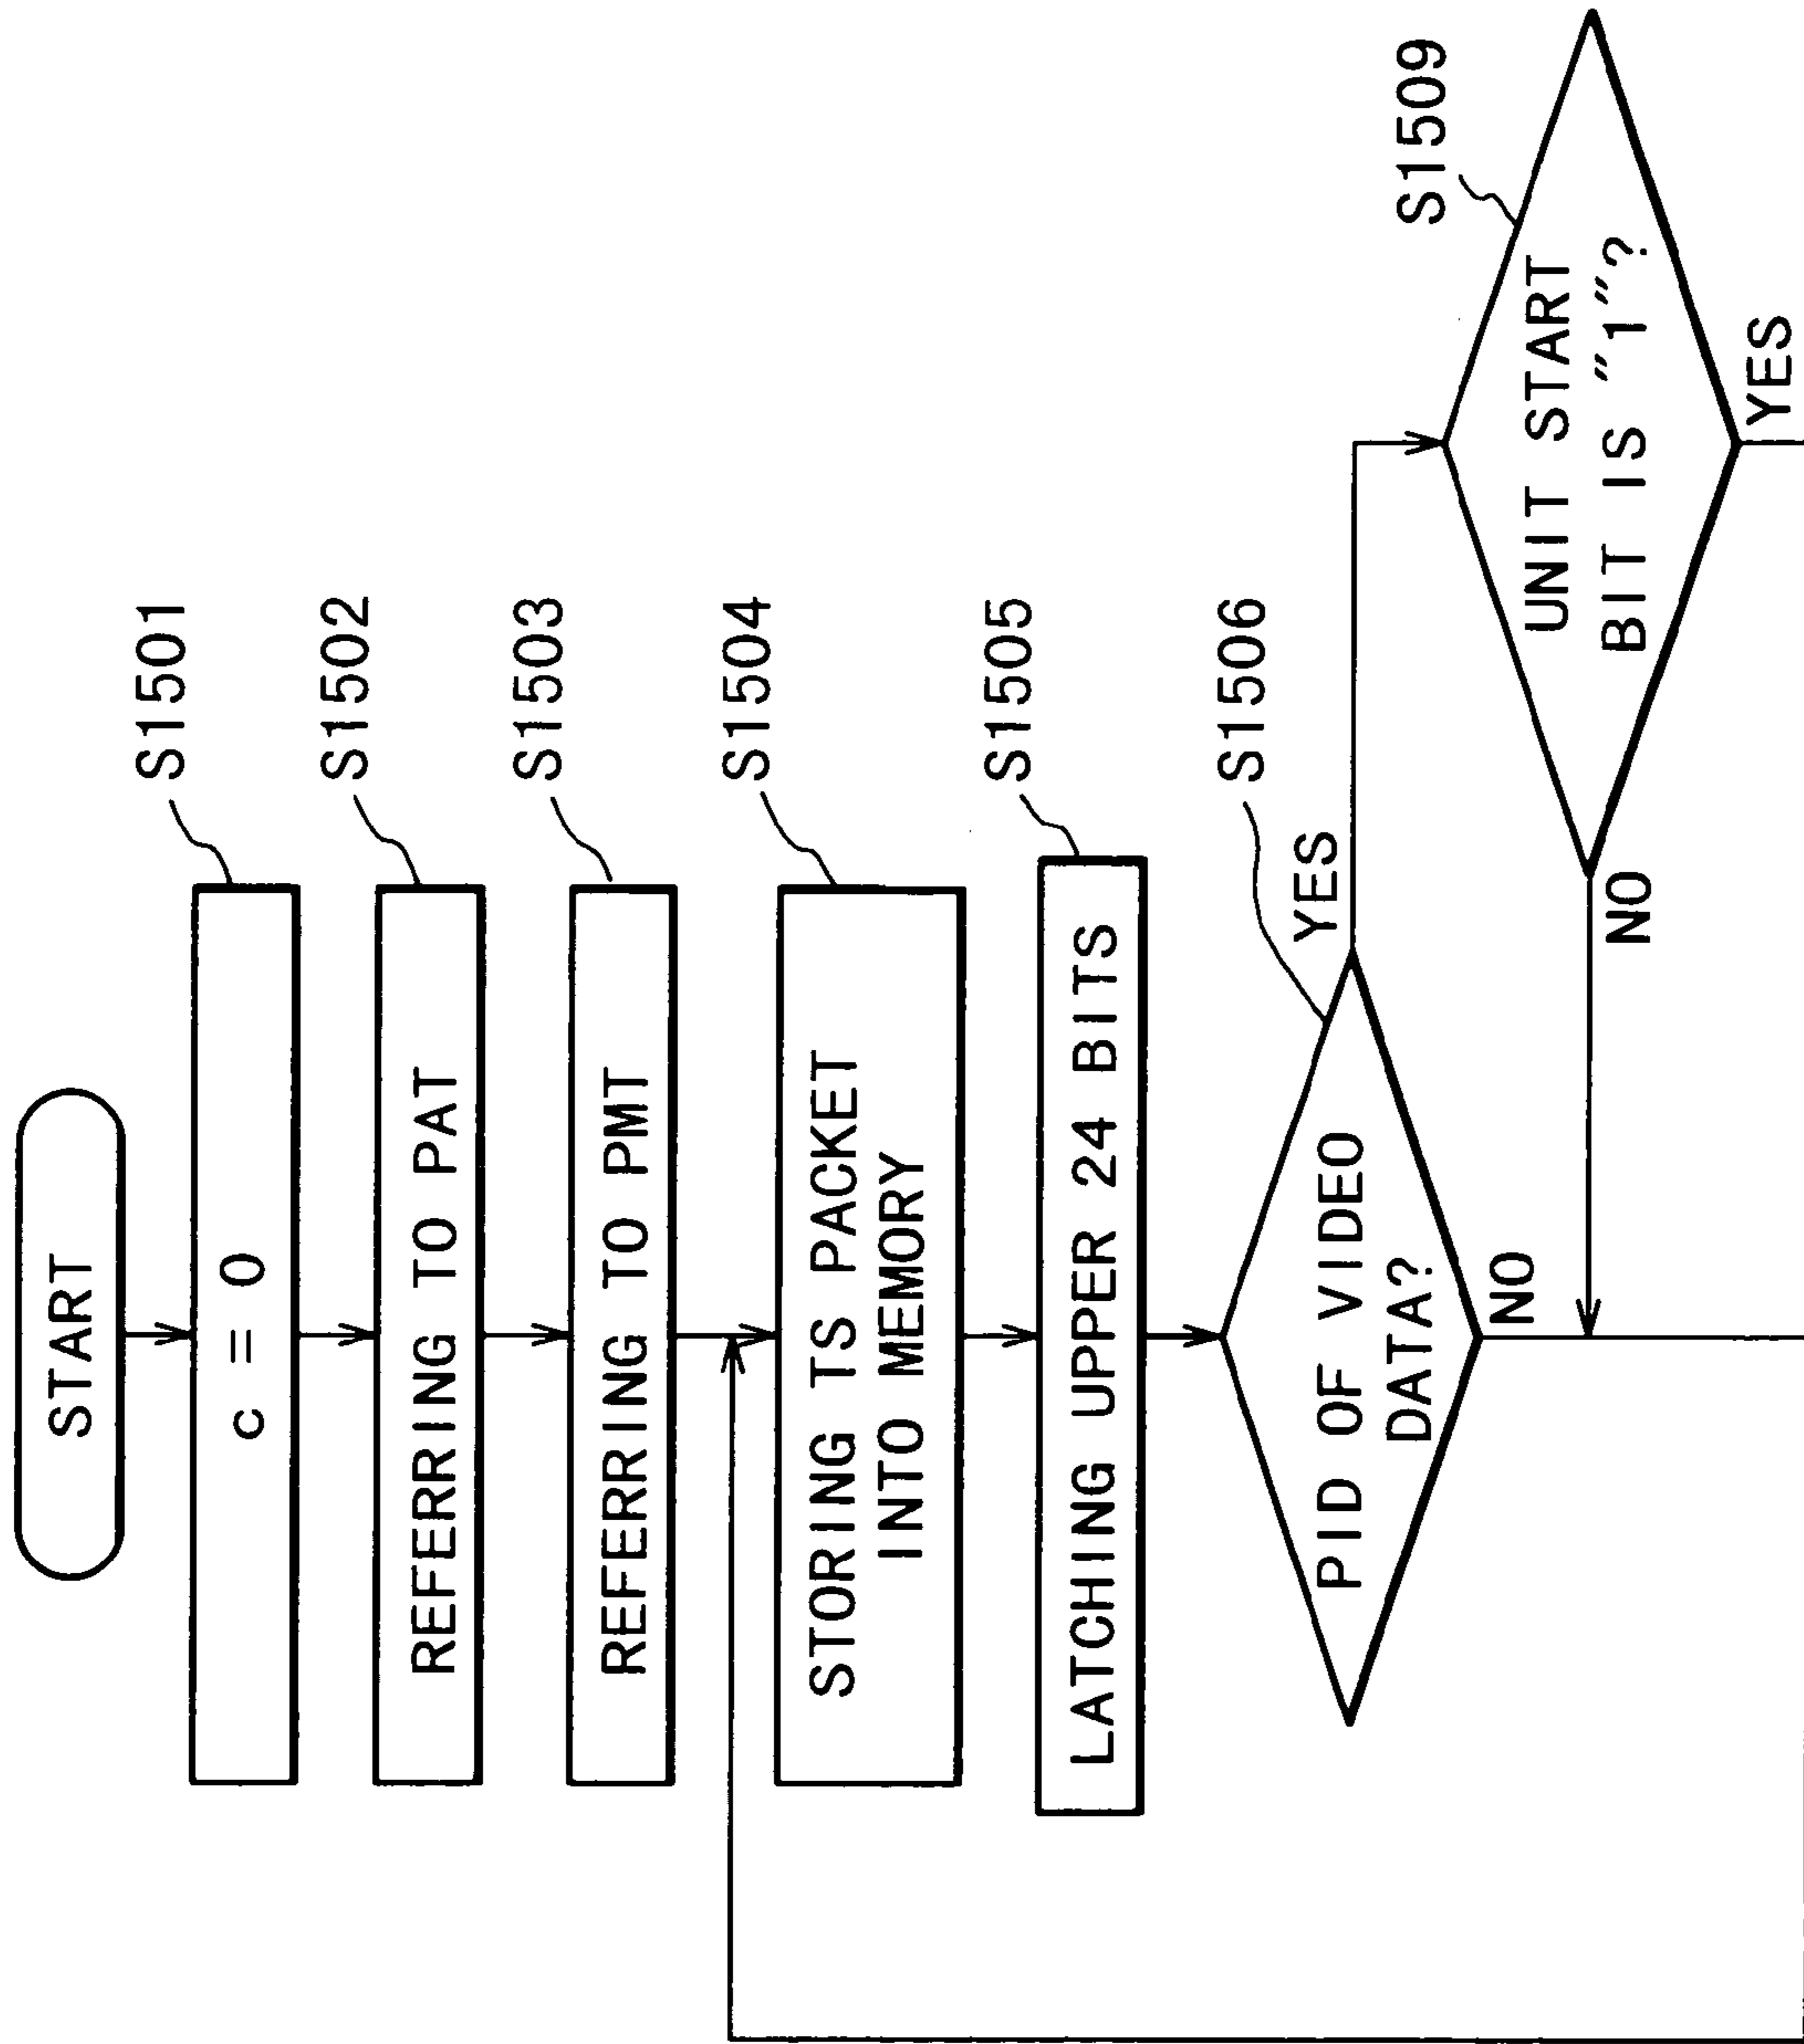 START
S1501
c = 0
S1502
REFERRING TO PAT
S1503
REFERRING TO PMT
S1504
STORING TS PACKET
INTO MEMORY
S1505
LATCHING UPPER 24 BITS
S1506
PID OF VIDEO
DATA?
YES
NO
S1509
UNIT START
BIT IS "1"?
NO
YES